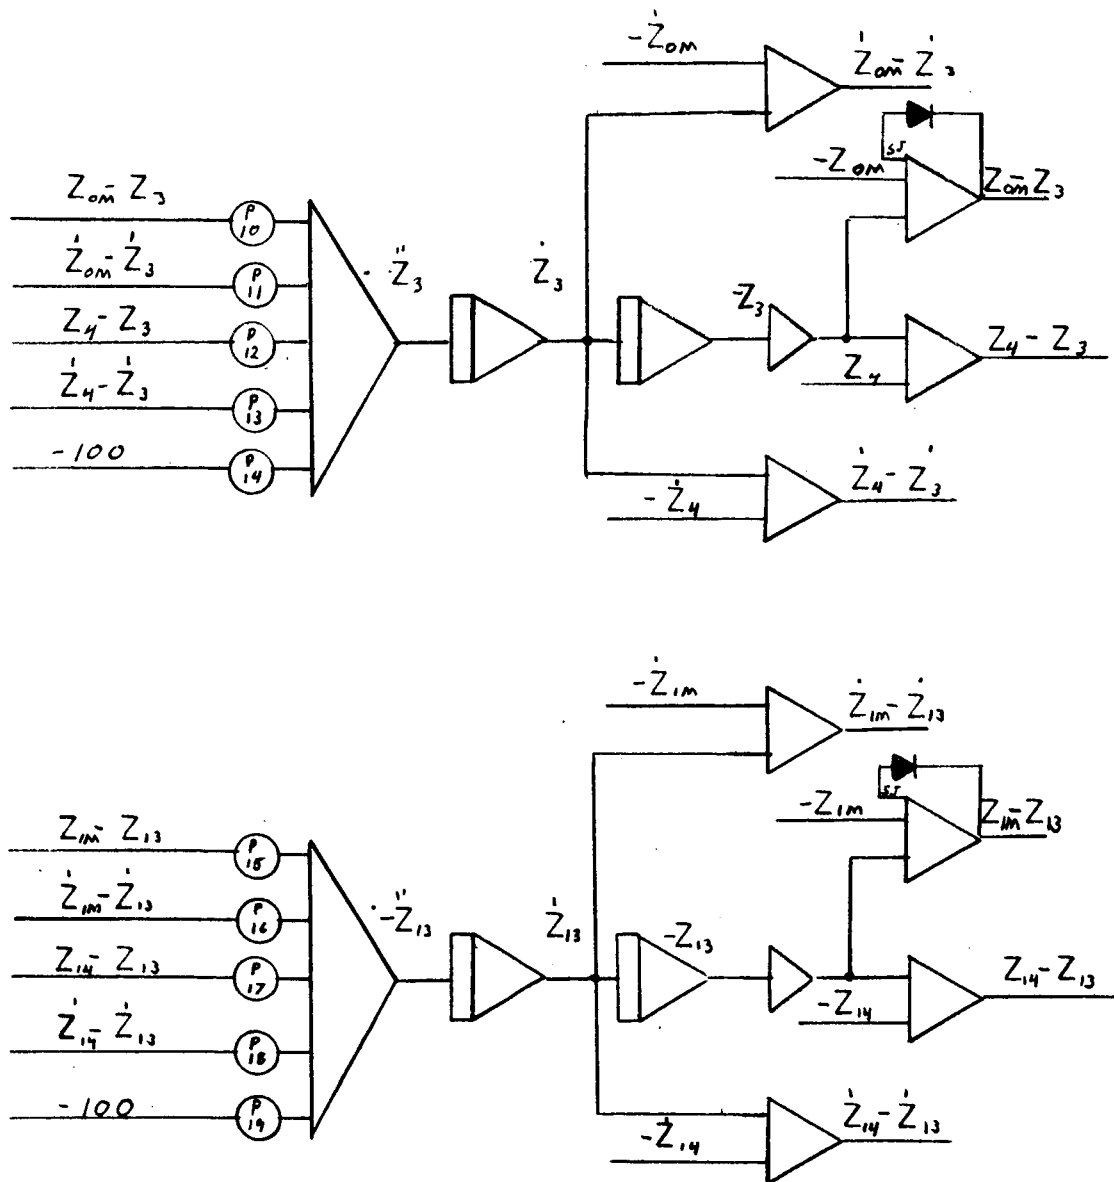 -Ż₀ₘ
Ż₀ₘ-Ż₃
SJ
-Z₀ₘ
Z₀ₘ-Z₃
Z₀ₘ-Z₃
P 10
Ż₀ₘ-Ż₃
P 11
Z̈₃
Ż₃
-Z₃
Z₄-Z₃
P 12
Z₄
Z₄-Z₃
Ż₄-Ż₃
P 13
-100
P 14
-Ż₄
Ż₄-Ż₃
-Ż₁ₘ
Ż₁ₘ-Ż₁₃
SJ
-Z₁ₘ
Z₁ₘ-Z₁₃
Z₁ₘ-Z₁₃
P 15
Ż₁ₘ-Ż₁₃
P 16
-Z̈₁₃
Ż₁₃
-Z₁₃
Z₁₄-Z₁₃
P 17
-Z₁₄
Z₁₄-Z₁₃
Ż₁₄-Ż₁₃
P 18
-100
P 19
-Ż₁₄
Ż₁₄-Ż₁₃